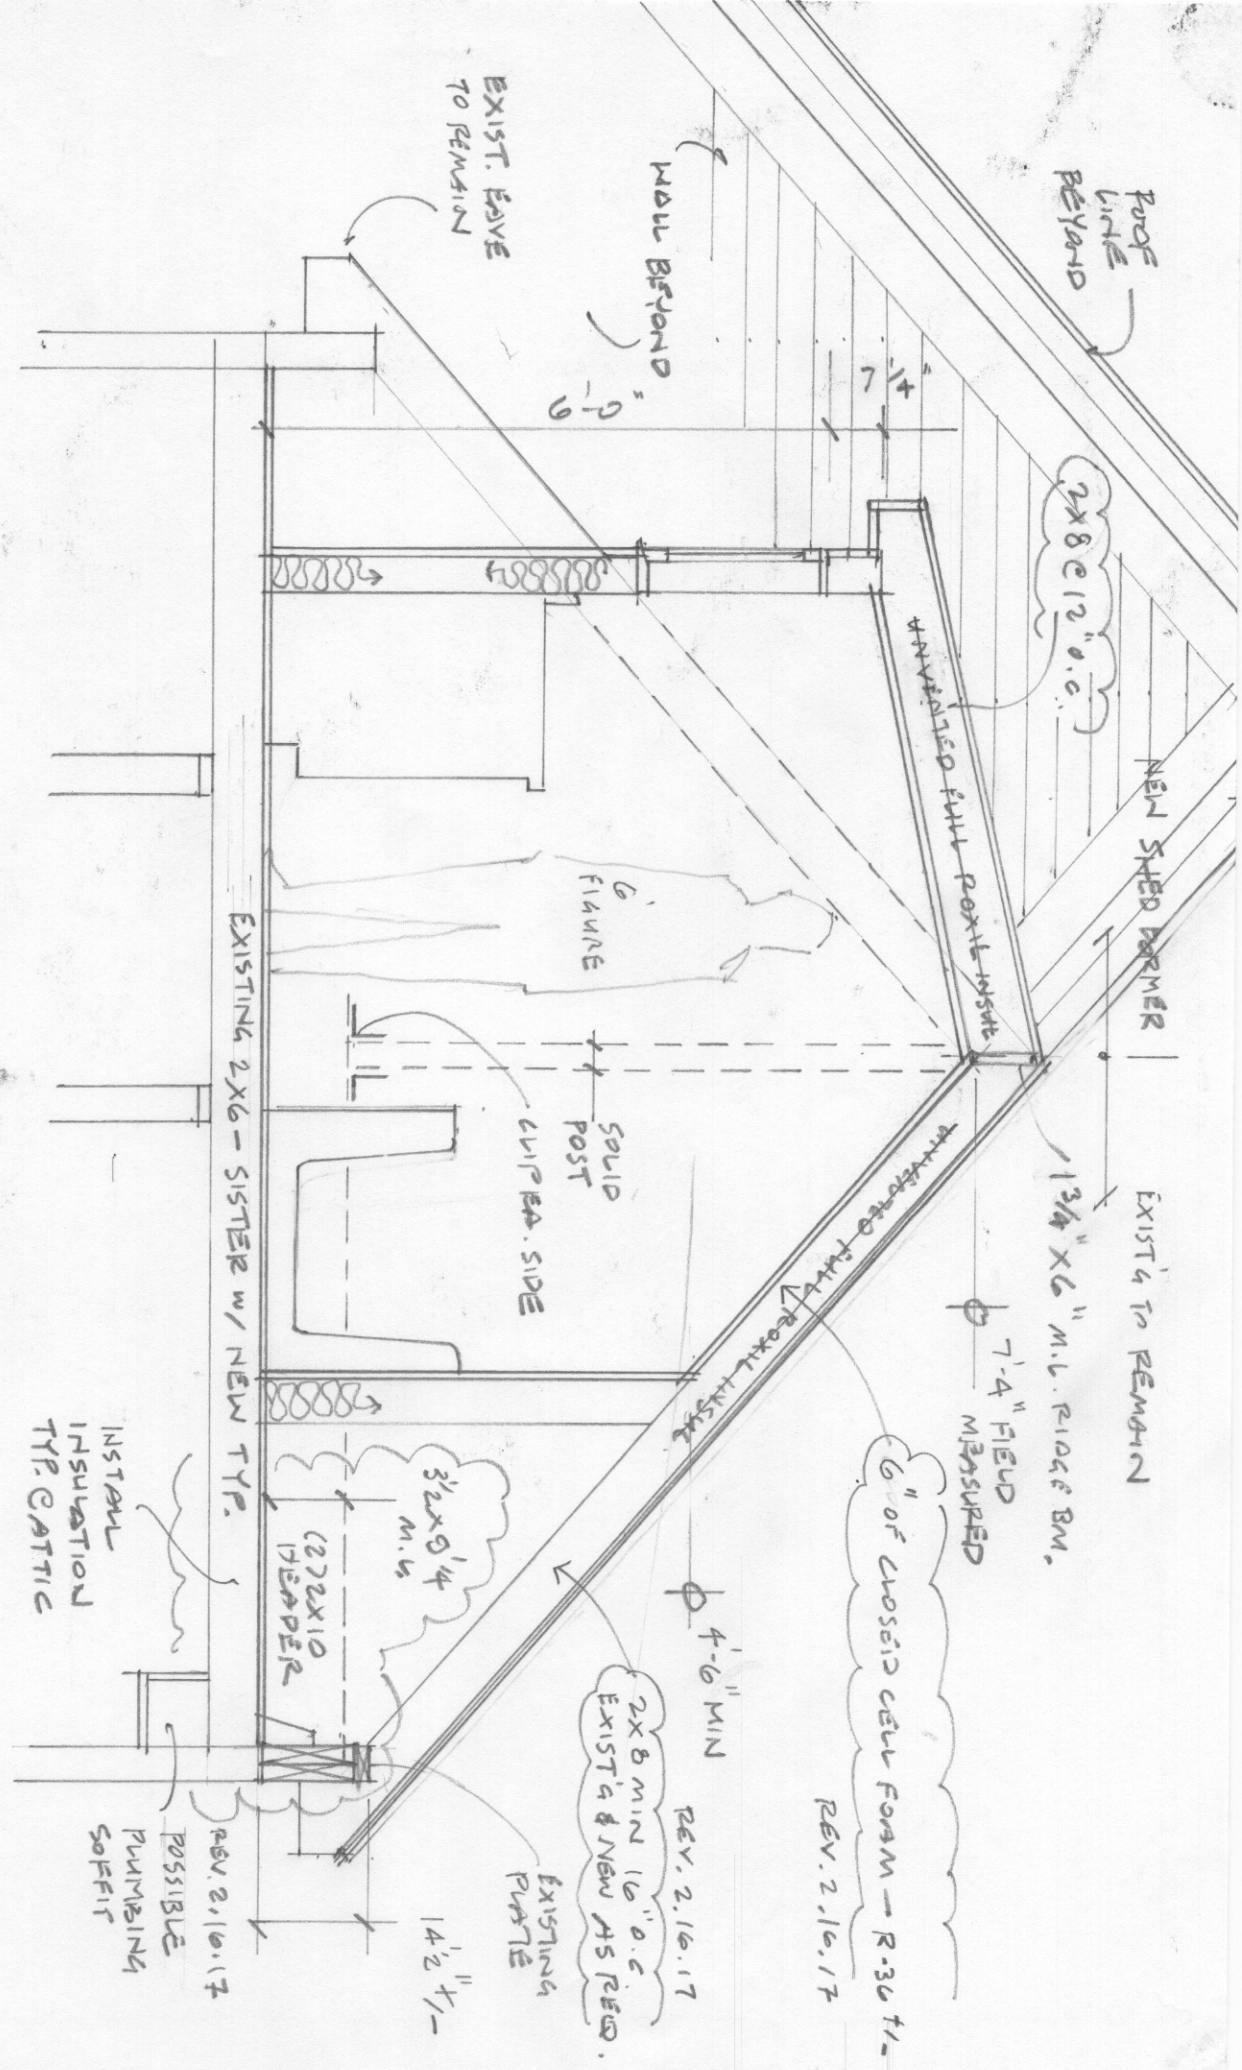 ROOF
LINE
BEYOND
WALL BEYOND
EXIST. EAVE
TO REMAIN
7'-4"
6'-0"
2X8 @ 12" O.C.
NEW SHED DORMER
EXIST'G TO REMAIN
UNVENTED FULL ROXIL INSUL
1 3/4" X 6" M.L. RIDGE BM.
7'-4" FIELD
MEASURED
6" OF CLOSED CELL FOAM - R-36 +/-
REV. 2.16.17
UNVENTED FULL ROXIL INSUL
4'-6" MIN
REV. 2.16.17
2X8 MIN 16" O.C
EXIST'G & NEW AS REQ.
6'
FIGURE
SOLID
POST
CLIP EA. SIDE
3 1/2 X 9 1/4
M.L
(2) 2X10
HEADER
EXISTING
PLATE
14 1/2" +/-
EXISTING 2X6 - SISTER W/ NEW TYP.
INSTALL
INSULATION
TYP. @ ATTIC
REV. 2.16.17
POSSIBLE
PLUMBING
SOFFIT